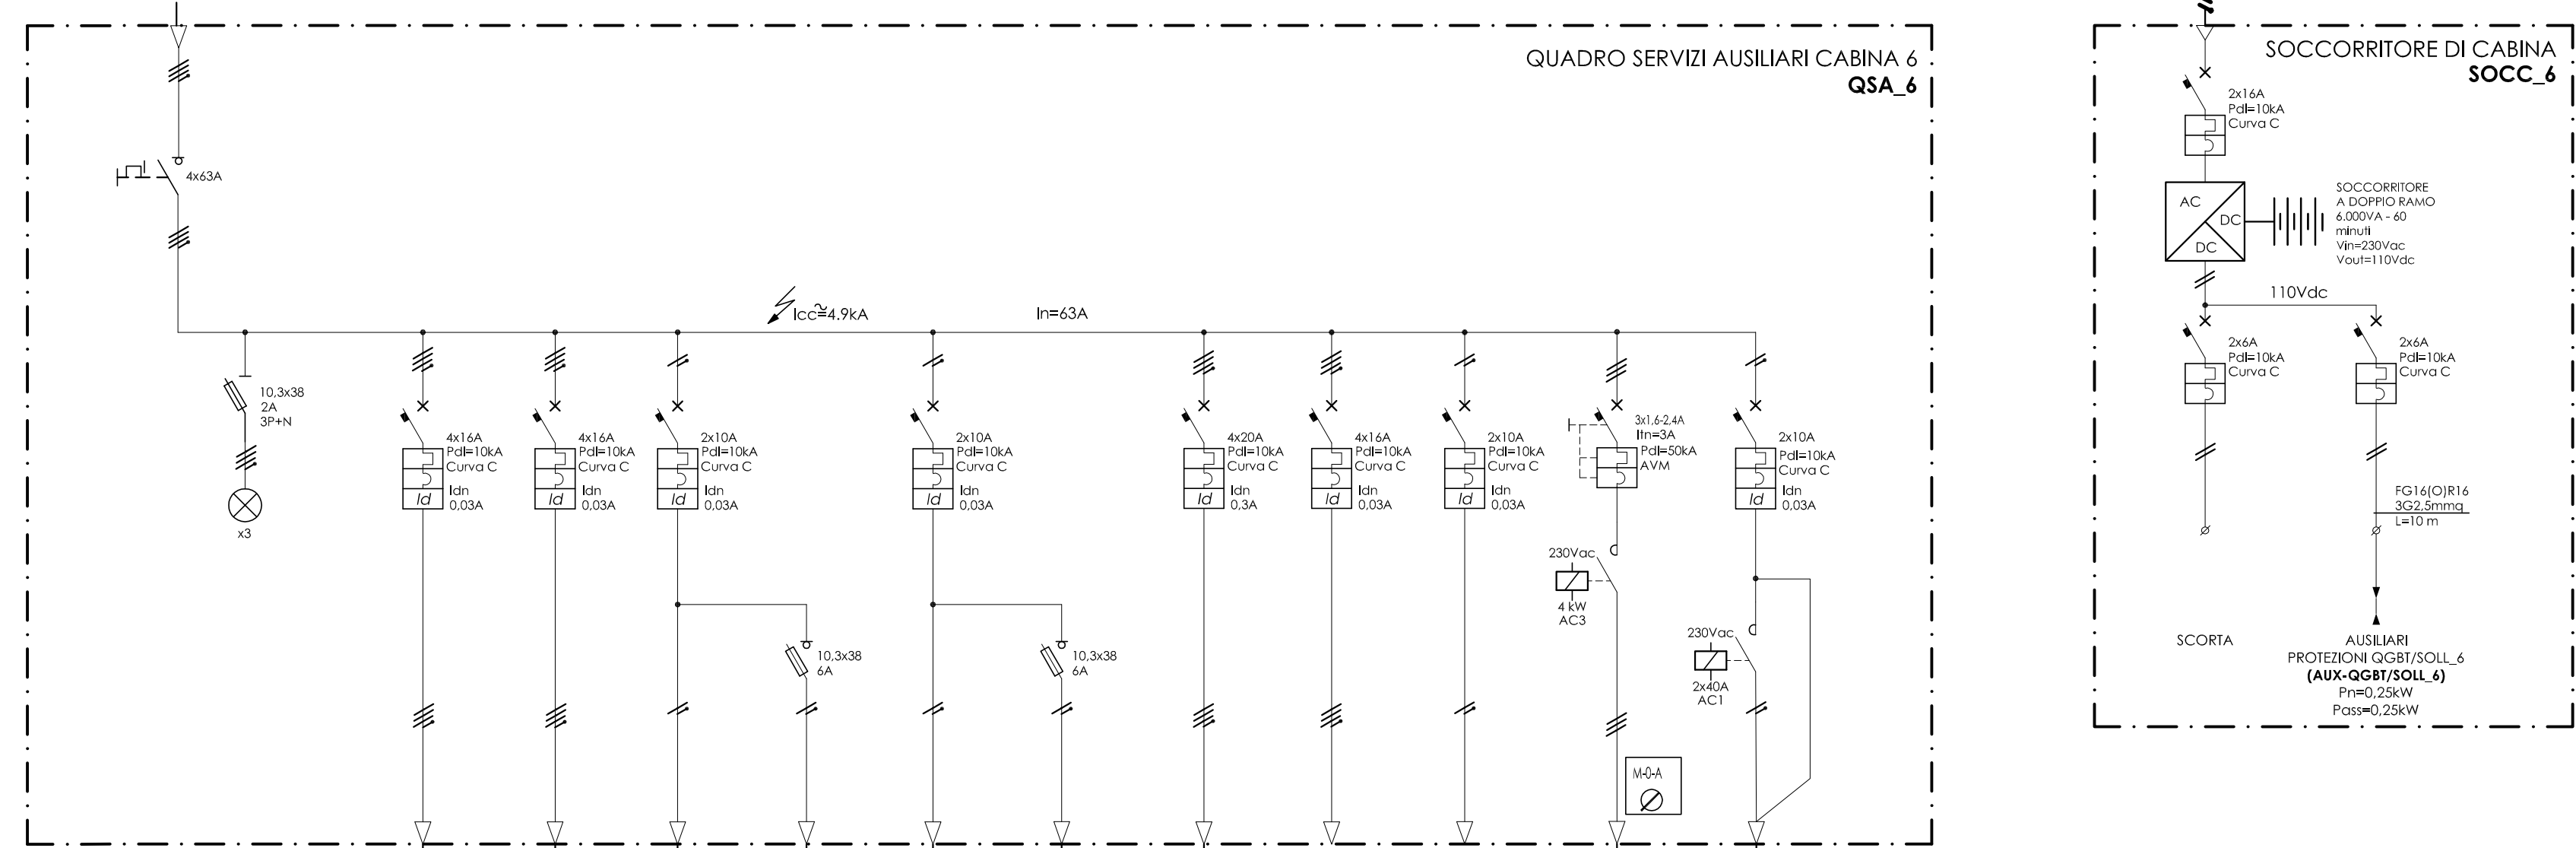 QUADRO SERVIZI AUSILIARI CABINA 6
QSA_6
4x63A
Icc≅4.9kA
In=63A
10,3x38
2A
3P+N
x3
4x16A
PdI=10kA
Curva C
Idn
0,03A
Id
4x16A
PdI=10kA
Curva C
Idn
0,03A
Id
2x10A
PdI=10kA
Curva C
Idn
0,03A
Id
10,3x38
6A
2x10A
PdI=10kA
Curva C
Idn
0,03A
Id
10,3x38
6A
4x20A
PdI=10kA
Curva C
Idn
0,3A
Id
4x16A
PdI=10kA
Curva C
Idn
0,03A
Id
2x10A
PdI=10kA
Curva C
Idn
0,03A
Id
3x1,6-2,4A
Itn=3A
PdI=50kA
AVM
230Vac
4 kW
AC3
M-0-A
2x10A
PdI=10kA
Curva C
Idn
0,03A
Id
230Vac
2x40A
AC1
SOCCORRITORE DI CABINA
SOCC_6
2x16A
PdI=10kA
Curva C
AC
DC
DC
SOCCORRITORE
A DOPPIO RAMO
6.000VA - 60
minuti
Vin=230Vac
Vout=110Vdc
110Vdc
2x6A
PdI=10kA
Curva C
2x6A
PdI=10kA
Curva C
FG16(O)R16
3G2,5mmq
L=10 m
SCORTA
AUSILIARI
PROTEZIONI QGBT/SOLL_6
(AUX-QGBT/SOLL_6)
Pn=0,25kW
Pass=0,25kW